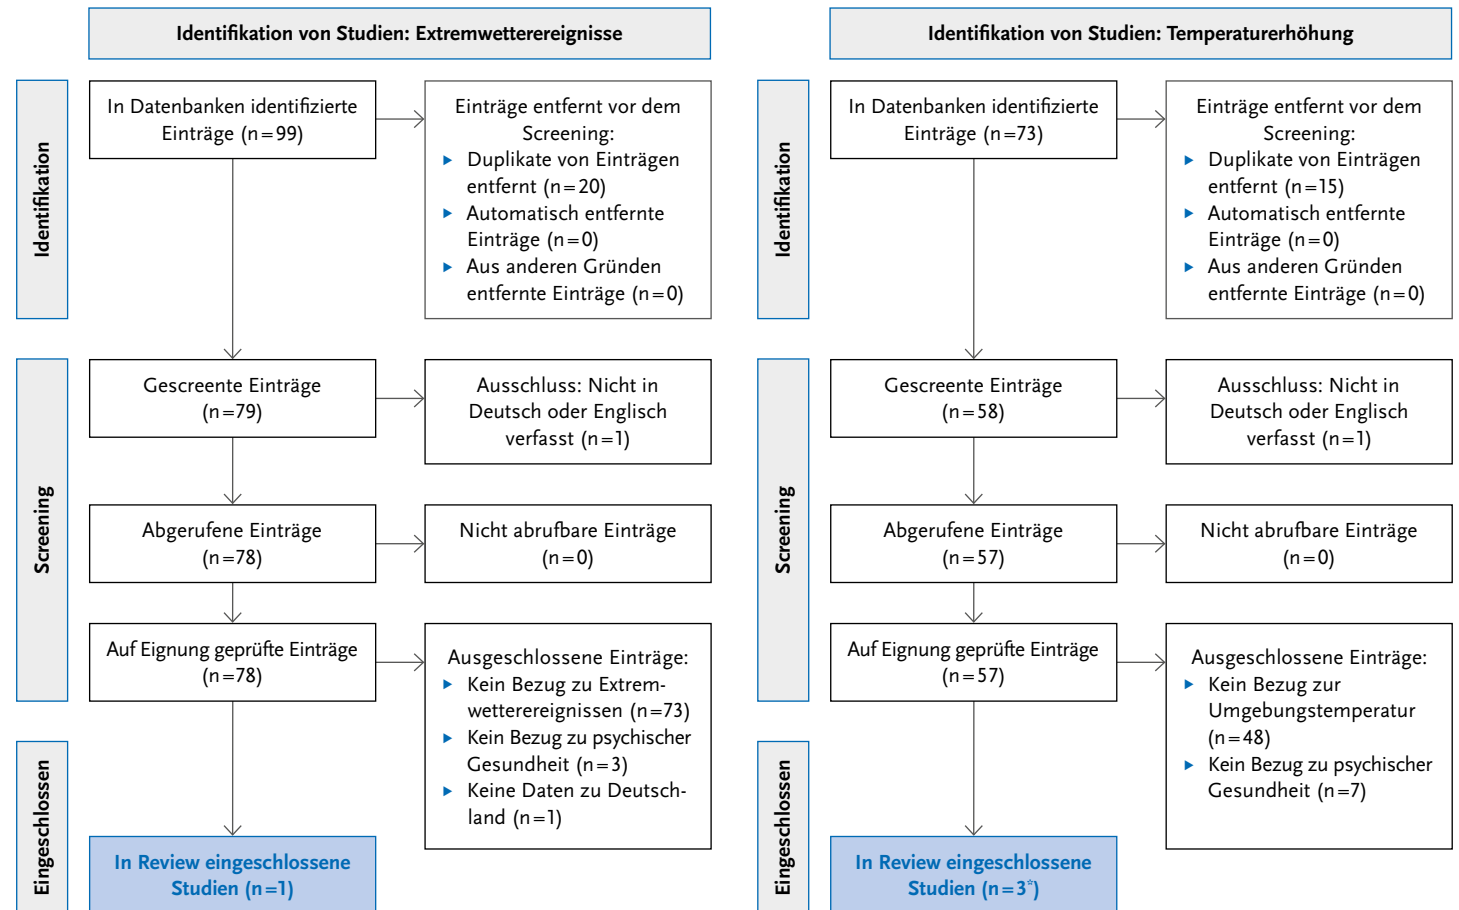 Identifikation von Studien: Extremwetterereignisse
Identifikation
In Datenbanken identifizierte
Einträge (n=99)
Einträge entfernt vor dem
Screening:
▶ Duplikate von Einträgen
entfernt (n=20)
▶ Automatisch entfernte
Einträge (n=0)
▶ Aus anderen Gründen
entfernte Einträge (n=0)
Screening
Gescreente Einträge
(n=79)
Ausschluss: Nicht in
Deutsch oder Englisch
verfasst (n=1)
Abgerufene Einträge
(n=78)
Nicht abrufbare Einträge
(n=0)
Auf Eignung geprüfte Einträge
(n=78)
Ausgeschlossene Einträge:
▶ Kein Bezug zu Extrem-
wetterereignissen (n=73)
▶ Kein Bezug zu psychischer
Gesundheit (n=3)
▶ Keine Daten zu Deutsch-
land (n=1)
Eingeschlossen
In Review eingeschlossene
Studien (n=1)
Identifikation von Studien: Temperaturerhöhung
Identifikation
In Datenbanken identifizierte
Einträge (n=73)
Einträge entfernt vor dem
Screening:
▶ Duplikate von Einträgen
entfernt (n=15)
▶ Automatisch entfernte
Einträge (n=0)
▶ Aus anderen Gründen
entfernte Einträge (n=0)
Screening
Gescreente Einträge
(n=58)
Ausschluss: Nicht in
Deutsch oder Englisch
verfasst (n=1)
Abgerufene Einträge
(n=57)
Nicht abrufbare Einträge
(n=0)
Auf Eignung geprüfte Einträge
(n=57)
Ausgeschlossene Einträge:
▶ Kein Bezug zur
Umgebungstemperatur
(n=48)
▶ Kein Bezug zu psychischer
Gesundheit (n=7)
Eingeschlossen
In Review eingeschlossene
Studien (n=3*)